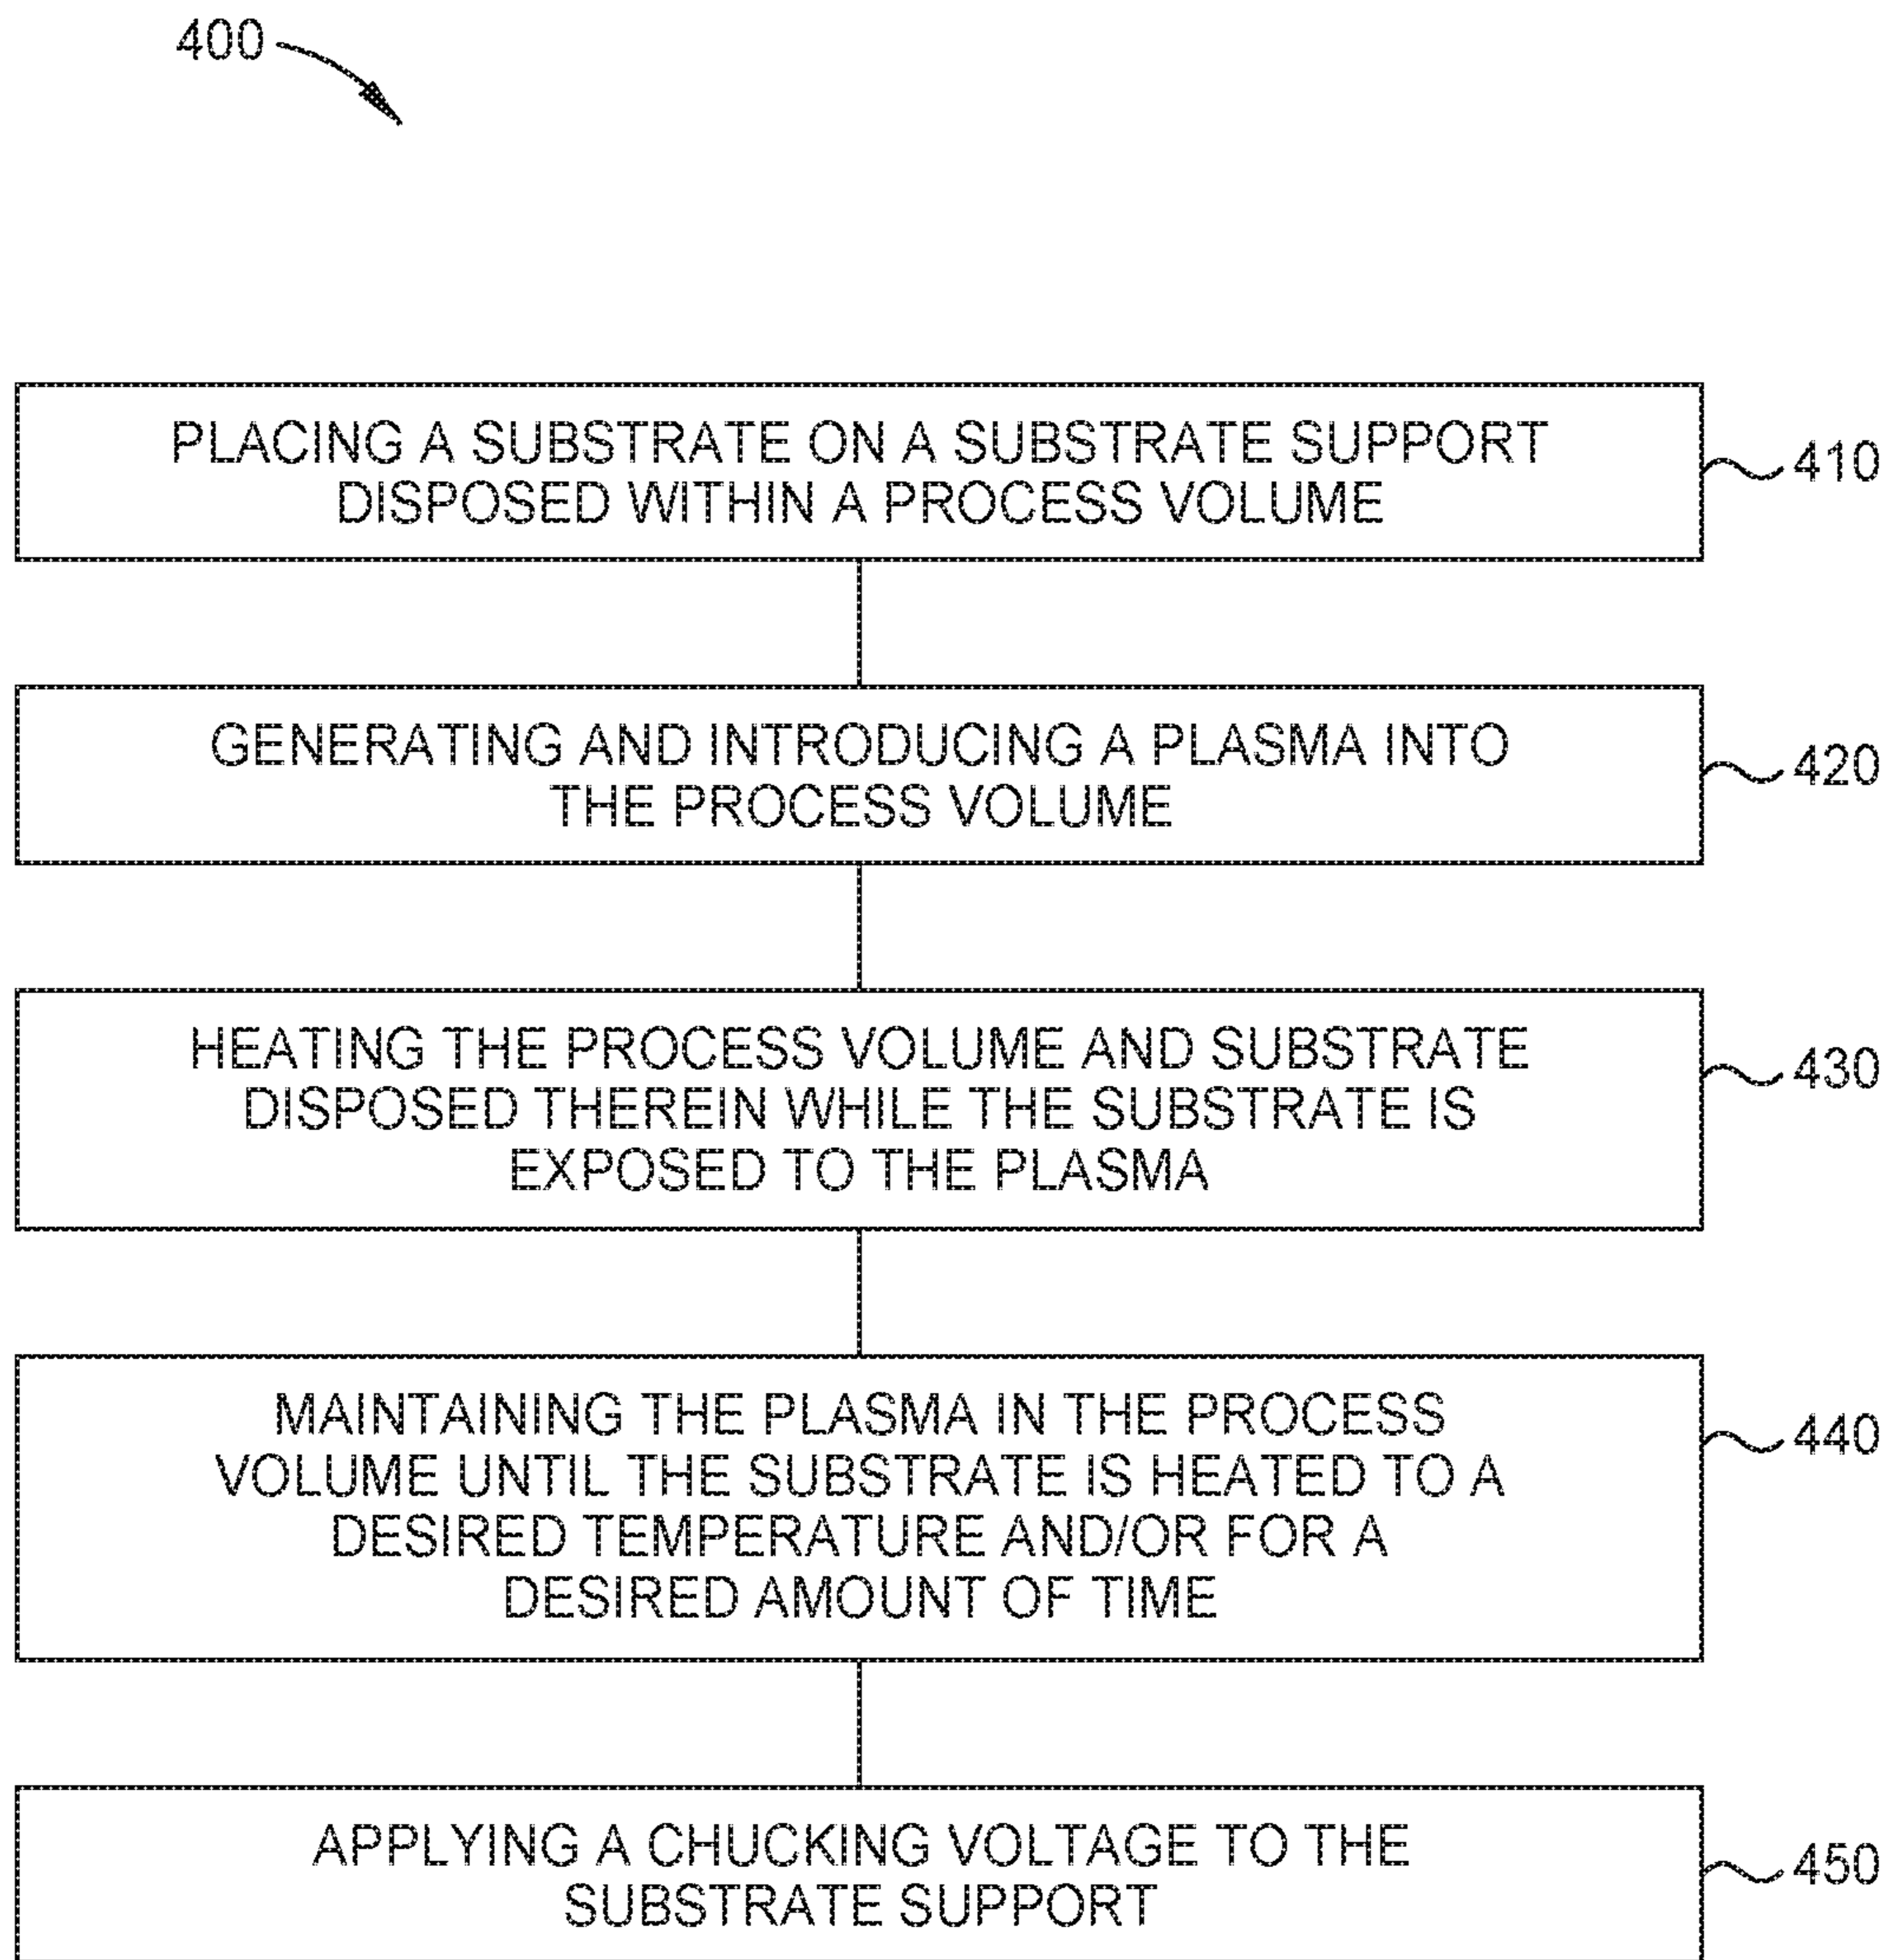 400
PLACING A SUBSTRATE ON A SUBSTRATE SUPPORT
DISPOSED WITHIN A PROCESS VOLUME
410
GENERATING AND INTRODUCING A PLASMA INTO
THE PROCESS VOLUME
420
HEATING THE PROCESS VOLUME AND SUBSTRATE
DISPOSED THEREIN WHILE THE SUBSTRATE IS
EXPOSED TO THE PLASMA
430
MAINTAINING THE PLASMA IN THE PROCESS
VOLUME UNTIL THE SUBSTRATE IS HEATED TO A
DESIRED TEMPERATURE AND/OR FOR A
DESIRED AMOUNT OF TIME
440
APPLYING A CHUCKING VOLTAGE TO THE
SUBSTRATE SUPPORT
450